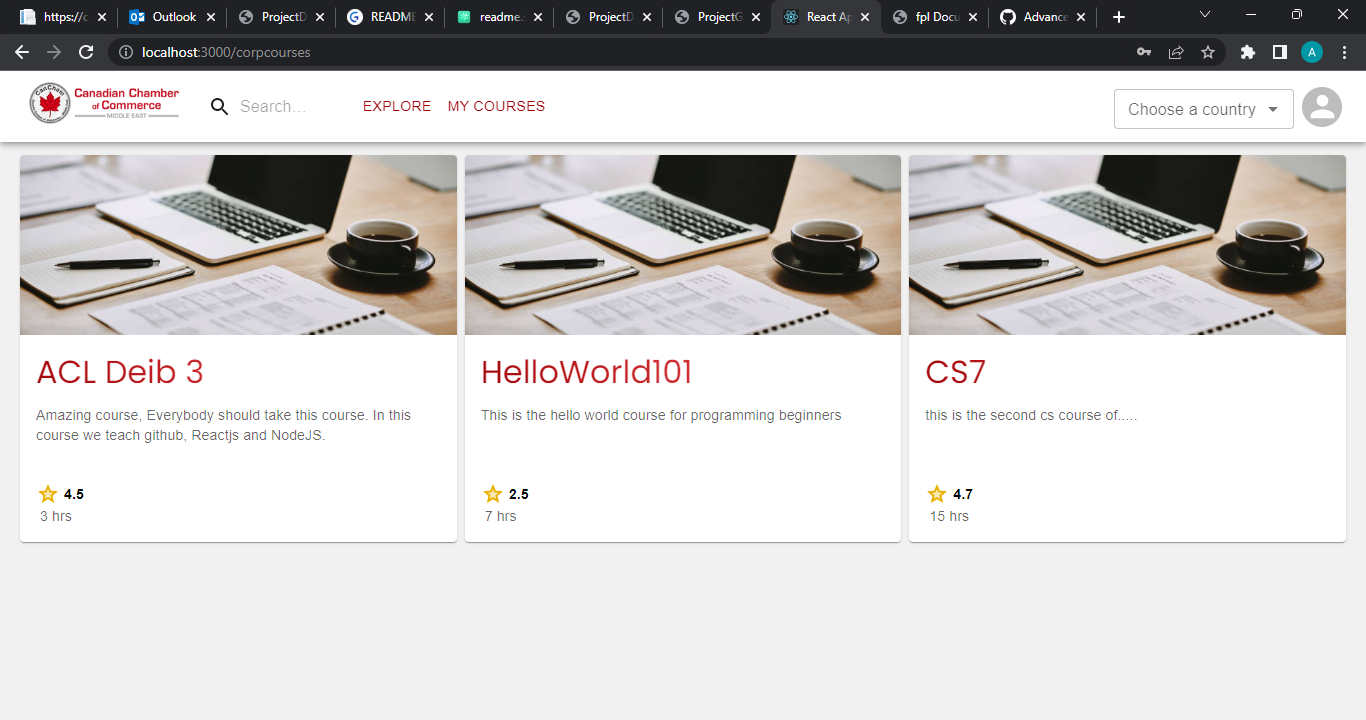 https://c
Outlook
ProjectD
README
readme.
ProjectD
ProjectG
React Ap
fpl Docu
Advance
localhost:3000/corpcourses
A
CanCham
Canadian Chamber
of Commerce
MIDDLE EAST
Search...
EXPLORE
MY COURSES
Choose a country
ACL Deib 3
Amazing course, Everybody should take this course. In this
course we teach github, Reactjs and NodeJS.
4.5
3 hrs
HelloWorld101
This is the hello world course for programming beginners
2.5
7 hrs
CS7
this is the second cs course of.....
4.7
15 hrs